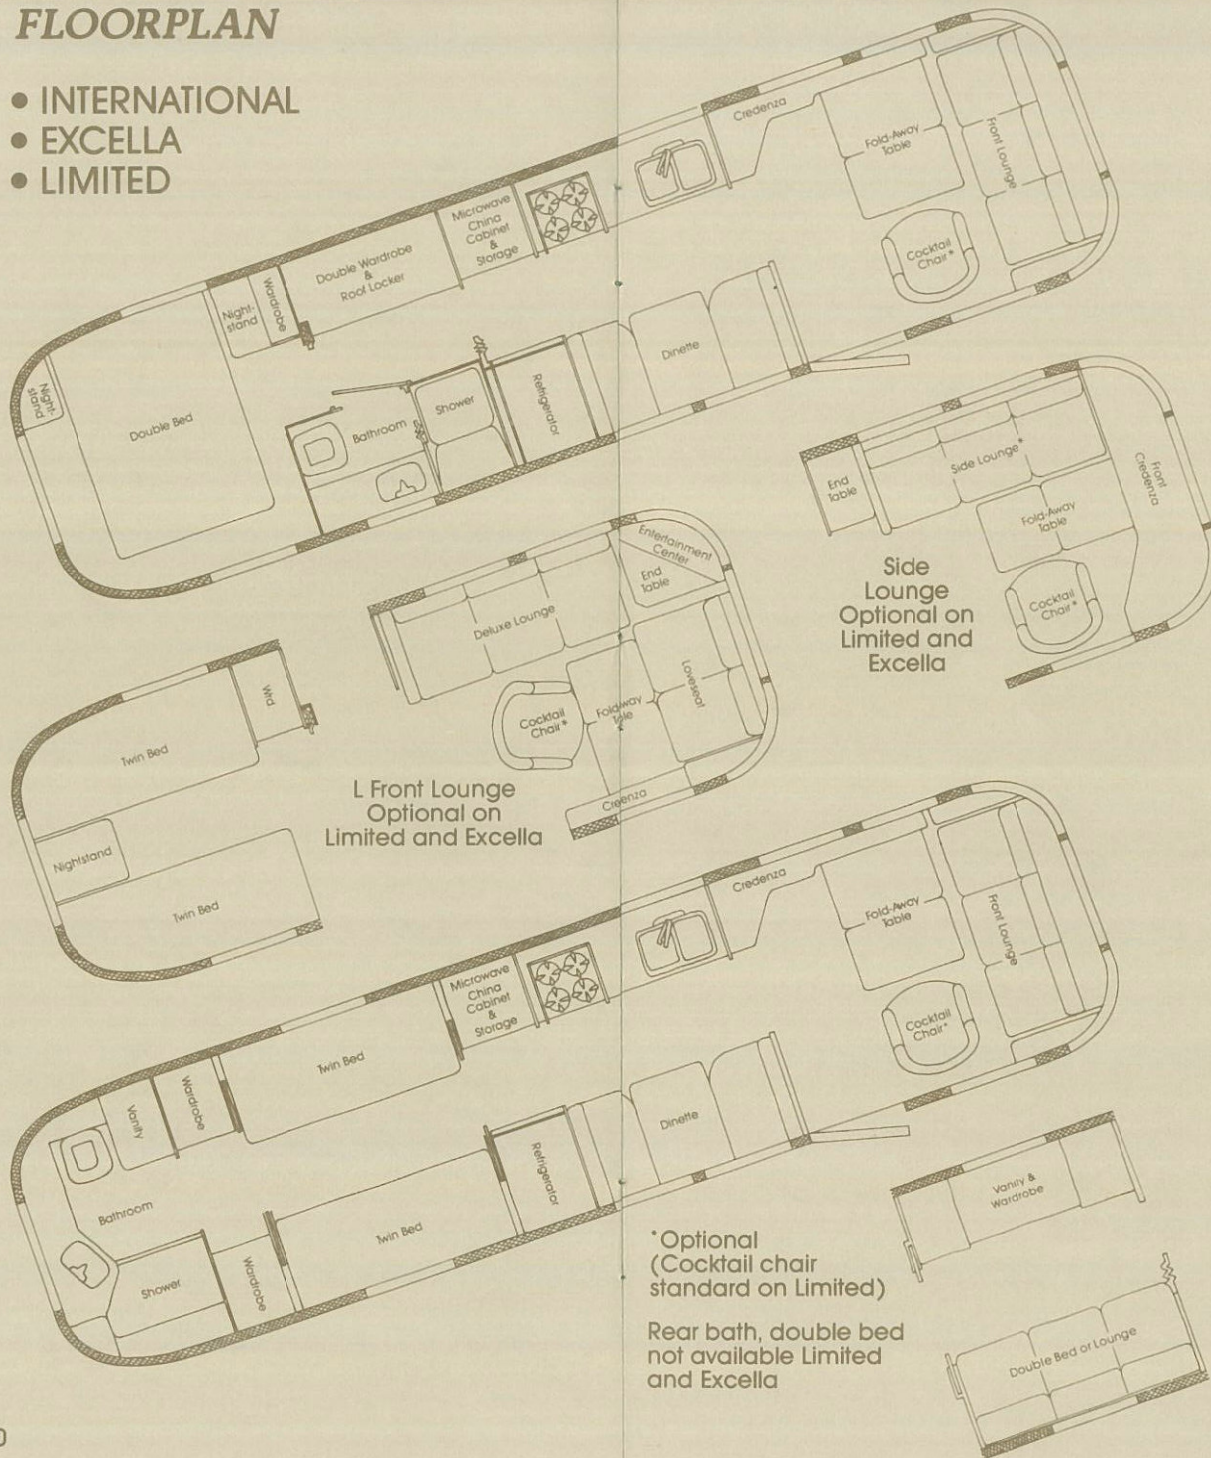 FLOORPLAN
• INTERNATIONAL
• EXCELLA
• LIMITED
Night-
stand
Double Bed
Night-
stand
Wardrobe
Double Wardrobe
&
Roof Locker
Microwave
China
Cabinet
&
Storage
Bathroom
Shower
Refrigerator
Dinette
Credenza
Fold-Away
Table
Front Lounge
Cocktail
Chair*
End
Table
Side Lounge*
Fold-Away
Table
Front
Credenza
Cocktail
Chair*
Side
Lounge
Optional on
Limited and
Excella
Deluxe Lounge
Entertainment
Center
End
Table
Loveseat
Cocktail
Chair*
Credenza
L Front Lounge
Optional on
Limited and Excella
Twin Bed
Wrd
Nightstand
Twin Bed
Bathroom
Vanity
Wardrobe
Twin Bed
Microwave
China
Cabinet
&
Storage
Shower
Wardrobe
Twin Bed
Refrigerator
Dinette
Credenza
Fold-Away
Table
Front Lounge
Cocktail
Chair*
Vanity &
Wardrobe
Double Bed or Lounge
*Optional
(Cocktail chair
standard on Limited)
Rear bath, double bed
not available Limited
and Excella